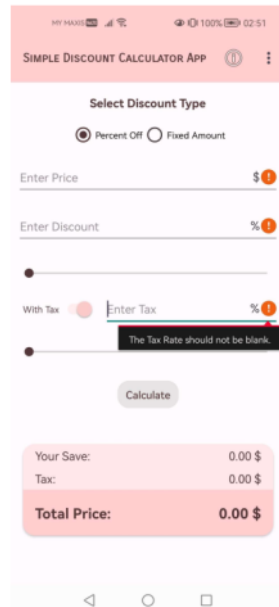 MY MAXIS 100% 02:51
SIMPLE DISCOUNT CALCULATOR APP
Select Discount Type
Percent Off Fixed Amount
Enter Price $
Enter Discount %
With Tax Enter Tax %
The Tax Rate should not be blank.
Calculate
Your Save: 0.00 $
Tax: 0.00 $
Total Price: 0.00 $